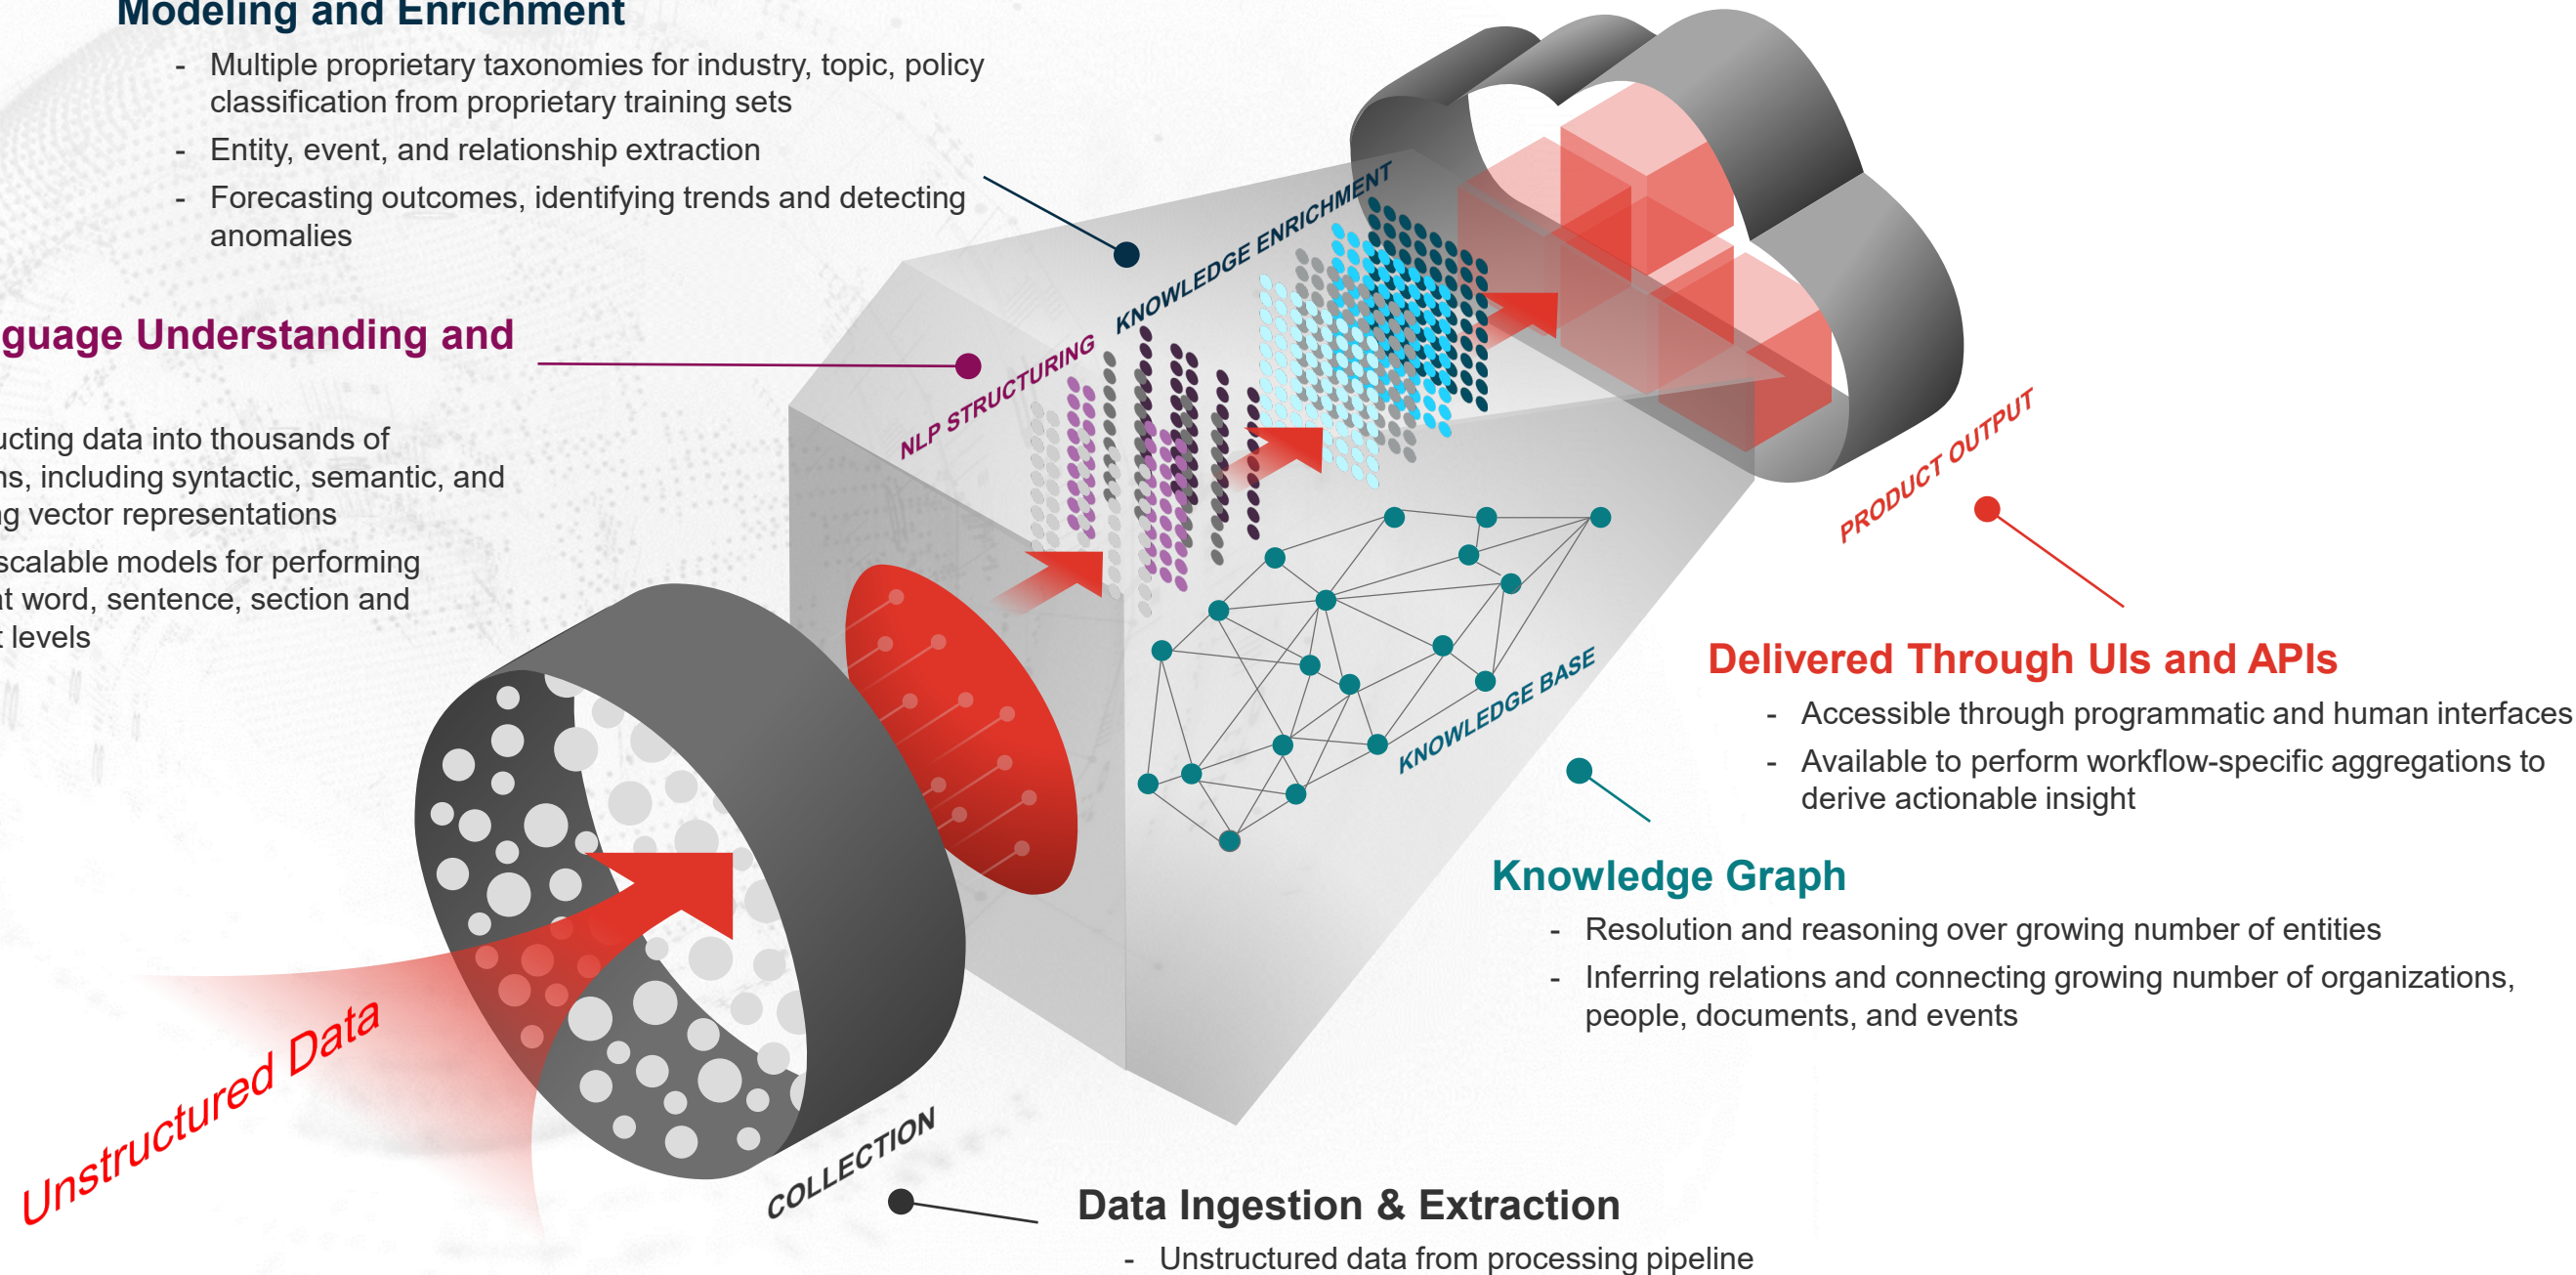 Modeling and Enrichment
- Multiple proprietary taxonomies for industry, topic, policy
classification from proprietary training sets
- Entity, event, and relationship extraction
- Forecasting outcomes, identifying trends and detecting
anomalies
guage Understanding and
ucting data into thousands of
ns, including syntactic, semantic, and
ng vector representations
scalable models for performing
at word, sentence, section and
t levels
NLP STRUCTURING
KNOWLEDGE ENRICHMENT
PRODUCT OUTPUT
KNOWLEDGE BASE
Delivered Through UIs and APIs
- Accessible through programmatic and human interfaces
- Available to perform workflow-specific aggregations to
derive actionable insight
Knowledge Graph
- Resolution and reasoning over growing number of entities
- Inferring relations and connecting growing number of organizations,
people, documents, and events
Unstructured Data
COLLECTION
Data Ingestion & Extraction
- Unstructured data from processing pipeline